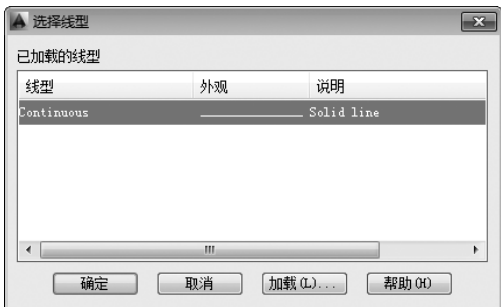 选择线型
已加载的线型
线型 外观 说明
Continuous Solid line
确定 取消 加载(L)... 帮助(H)